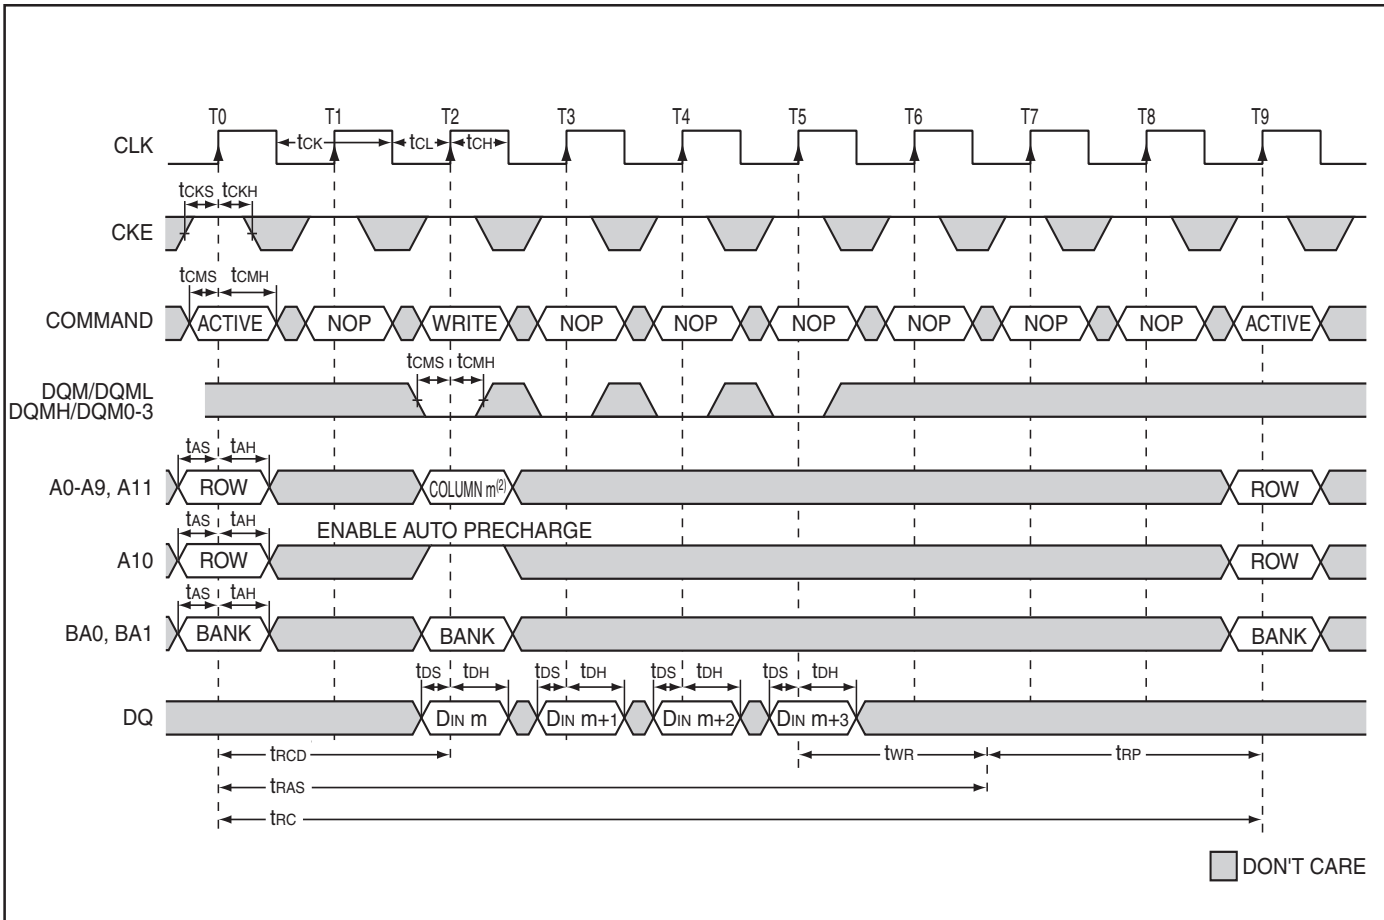 T0 T1 T2 T3 T4 T5 T6 T7 T8 T9
CLK tCK tCL tCH
tCKS tCKH
CKE
tCMS tCMH
COMMAND ACTIVE NOP WRITE NOP NOP NOP NOP NOP NOP ACTIVE
tCMS tCMH
DQM/DQML
DQMH/DQM0-3
tAS tAH
A0-A9, A11 ROW COLUMN m(2) ROW
tAS tAH ENABLE AUTO PRECHARGE
A10 ROW ROW
tAS tAH
BA0, BA1 BANK BANK BANK
tDS tDH tDS tDH tDS tDH tDS tDH
DQ DIN m DIN m+1 DIN m+2 DIN m+3
tRCD tWR tRP
tRAS
tRC
DON'T CARE